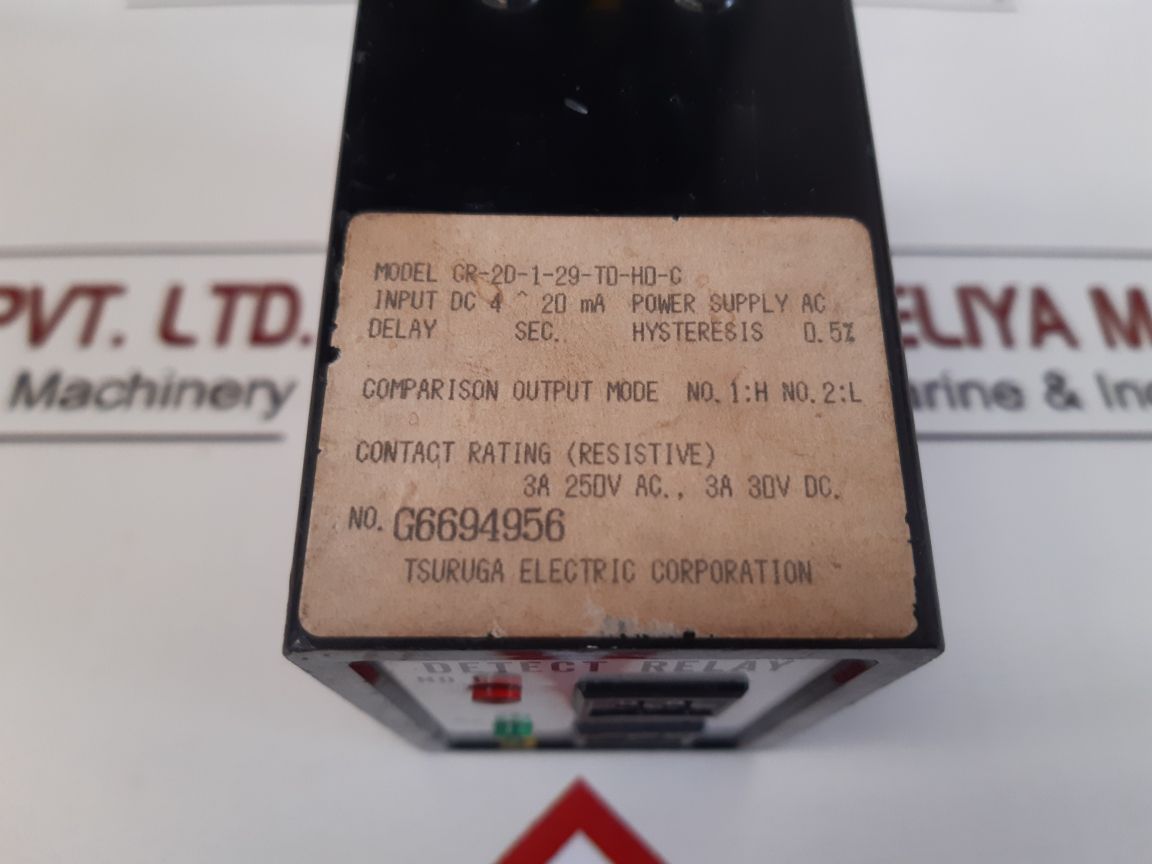 MODEL CR-2D-1-29-TD-HD-C
INPUT DC 4 ~ 20 mA POWER SUPPLY AC
DELAY SEC. HYSTERESIS 0.5%
COMPARISON OUTPUT MODE NO.1:H NO.2:L
CONTACT RATING (RESISTIVE)
3A 250V AC., 3A 30V DC.
NO. G6694956
TSURUGA ELECTRIC CORPORATION
DETECT RELAY
PVT. LTD.
Machinery
ELIYA M
arine & In